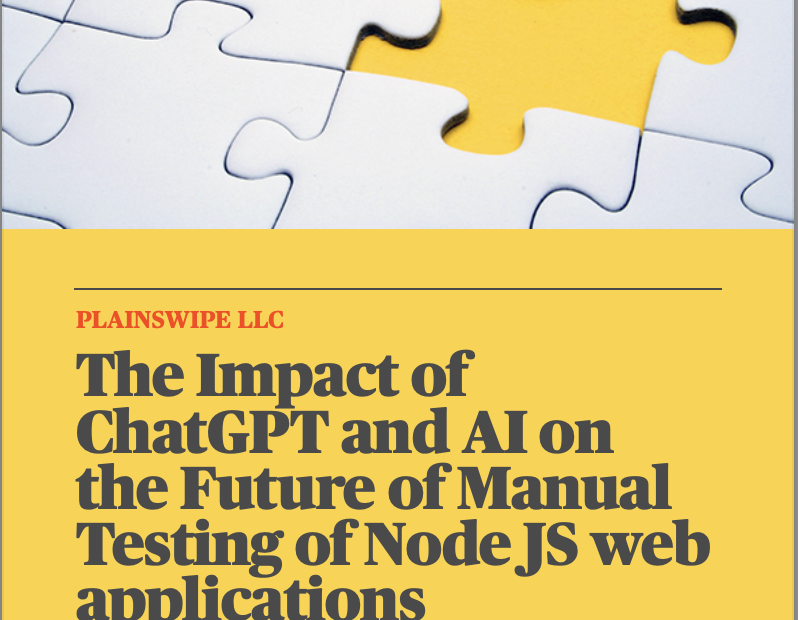 PLAINSWIPE LLC
The Impact of
ChatGPT and AI on
the Future of Manual
Testing of Node JS web
applications